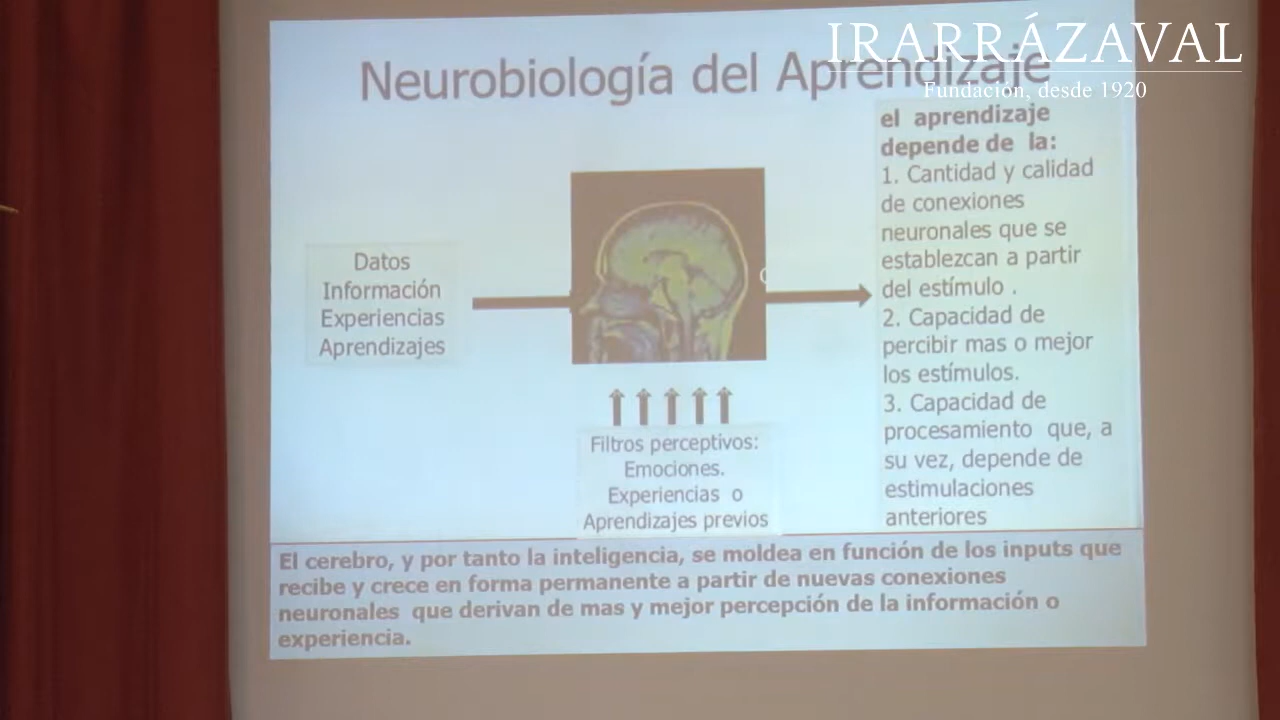 IRARRÁZAVAL
Fundación, desde 1920
Neurobiología del Aprendizaje
Datos
Información
Experiencias
Aprendizajes
Filtros perceptivos:
Emociones.
Experiencias o
Aprendizajes previos
el aprendizaje
depende de la:
1. Cantidad y calidad
de conexiones
neuronales que se
establezcan a partir
del estímulo .
2. Capacidad de
percibir mas o mejor
los estímulos.
3. Capacidad de
procesamiento que, a
su vez, depende de
estimulaciones
anteriores
El cerebro, y por tanto la inteligencia, se moldea en función de los inputs que
recibe y crece en forma permanente a partir de nuevas conexiones
neuronales que derivan de mas y mejor percepción de la información o
experiencia.